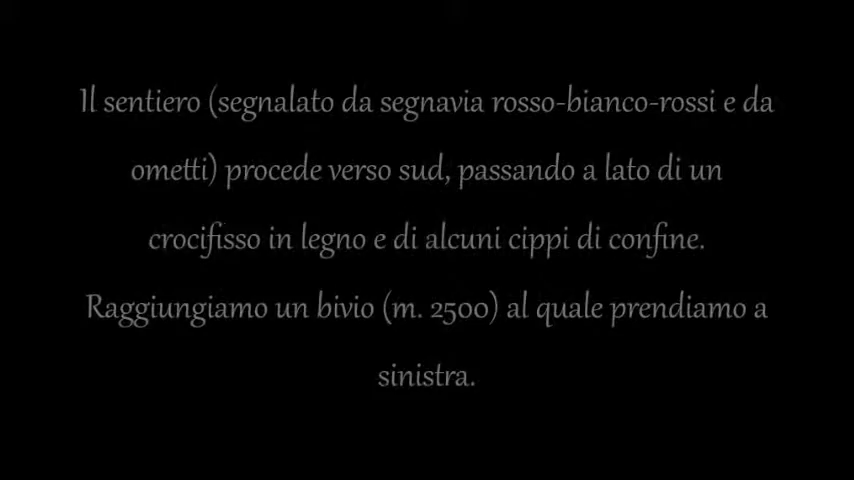 Il sentiero (segnalato da segnavia rosso-bianco-rossi e da
ometti) procede verso sud, passando a lato di un
crocifisso in legno e di alcuni cippi di confine.
Raggiungiamo un bivio (m. 2500) al quale prendiamo a
sinistra.